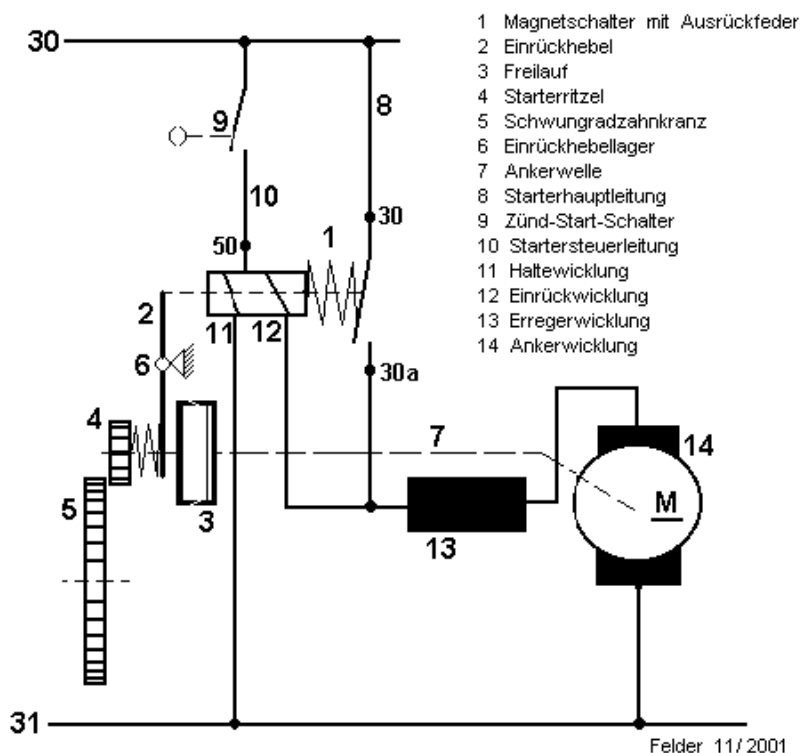 1 Magnetschalter mit Ausrückfeder
2 Einrückhebel
3 Freilauf
4 Starterritzel
5 Schwungradzahnkranz
6 Einrückhebellager
7 Ankerwelle
8 Starterhauptleitung
9 Zünd-Start-Schalter
10 Startersteuerleitung
11 Haltewicklung
12 Einrückwicklung
13 Erregerwicklung
14 Ankerwicklung
30
8
9
10
30
50
1
2
11
12
6
30a
4
7
14
5
3
M
13
31
Felder 11/2001